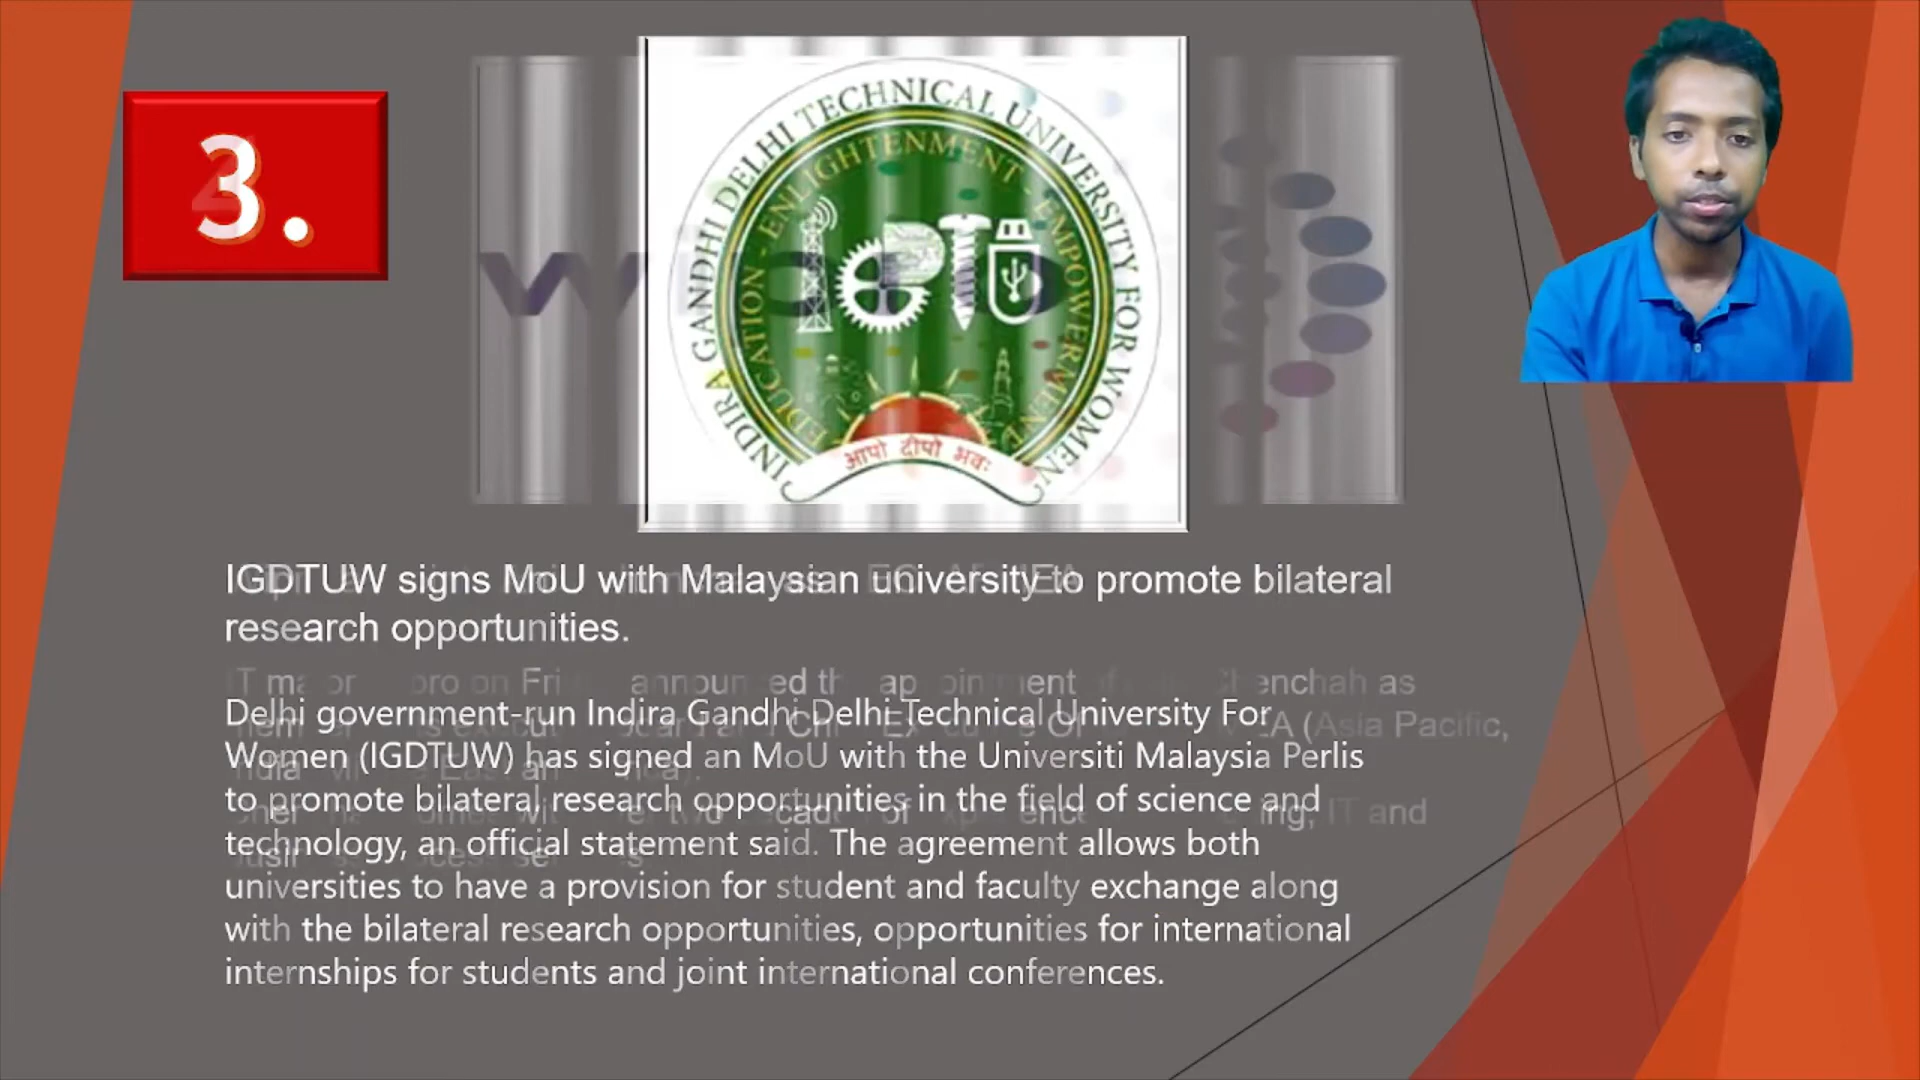 3.
INDIRA GANDHI DELHI TECHNICAL UNIVERSITY FOR WOMEN
EDUCATION - ENLIGHTENMENT - EMPOWERMENT
आपो दीपो भवः
IGDTUW signs MoU with Malaysian university to promote bilateral
research opportunities.
Delhi government-run Indira Gandhi Delhi Technical University For
Women (IGDTUW) has signed an MoU with the Universiti Malaysia Perlis
to promote bilateral research opportunities in the field of science and
technology, an official statement said. The agreement allows both
universities to have a provision for student and faculty exchange along
with the bilateral research opportunities, opportunities for international
internships for students and joint international conferences.